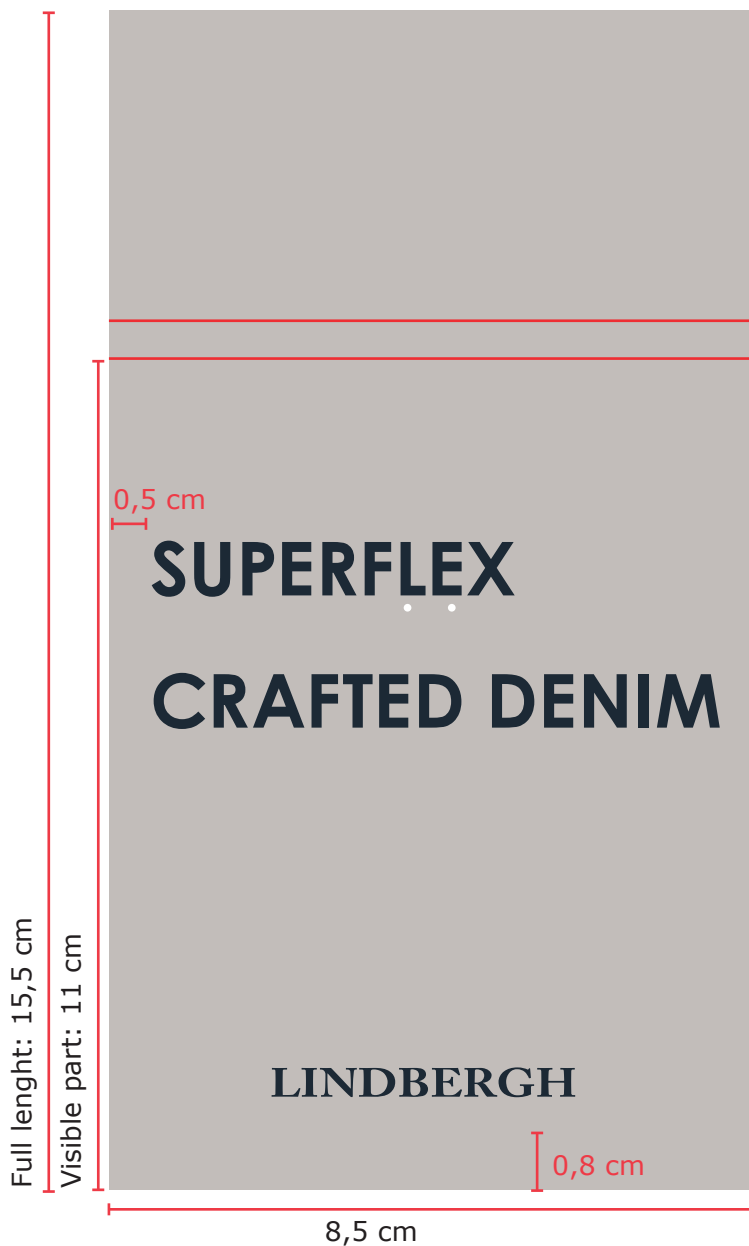 0,5 cm
SUPERFLEX
CRAFTED DENIM
Full lenght: 15,5 cm
Visible part: 11 cm
LINDBERGH
0,8 cm
8,5 cm